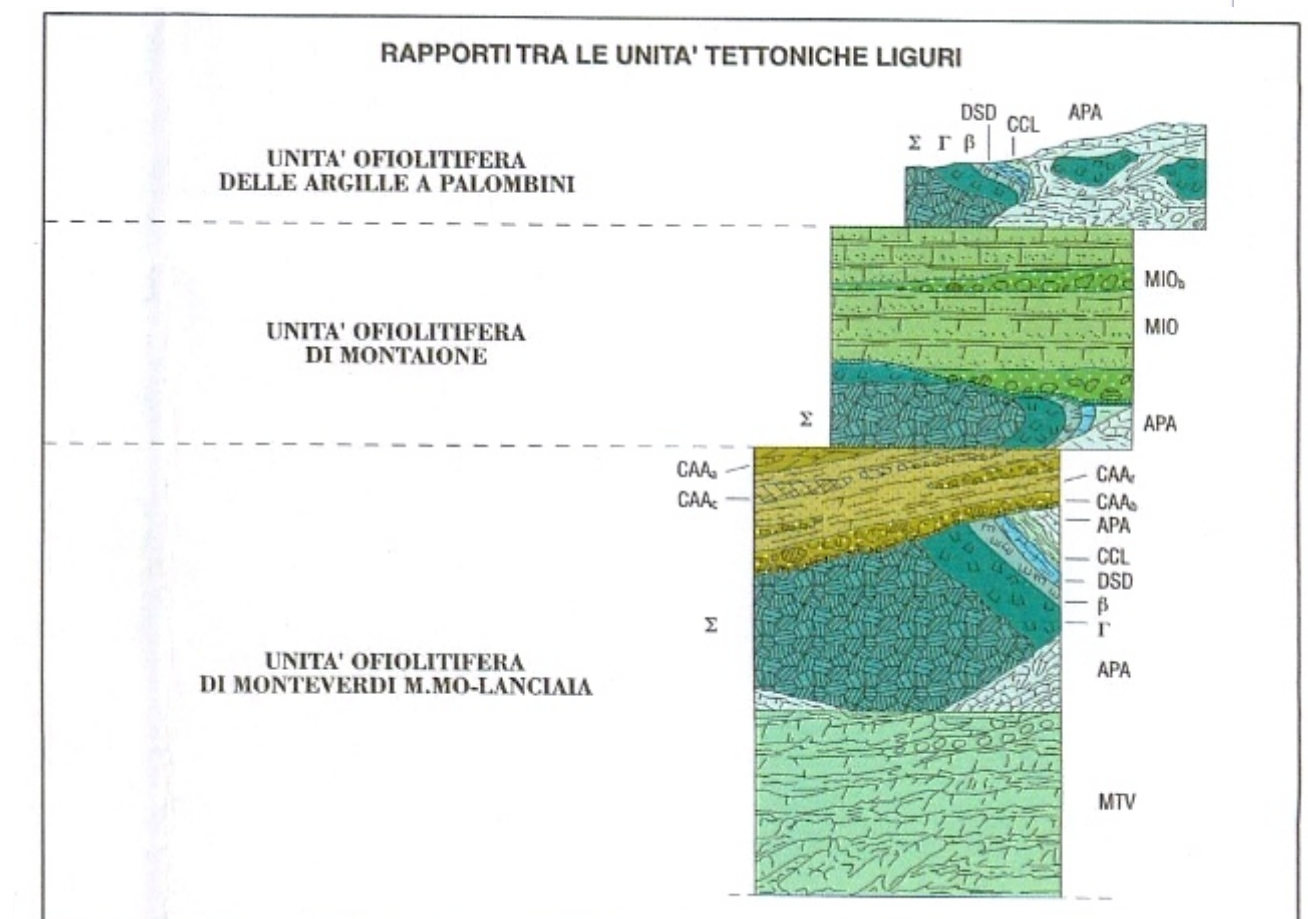 RAPPORTI TRA LE UNITA' TETTONICHE LIGURI
DSD CCL APA
Σ Γ β
UNITA' OFIOLITIFERA
DELLE ARGILLE A PALOMBINI
MIOb
UNITA' OFIOLITIFERA
DI MONTAIONE
MIO
Σ
APA
CAAa
CAAc
CAAr
CAAb
APA
CCL
DSD
β
Γ
Σ
UNITA' OFIOLITIFERA
DI MONTEVERDI M.MO-LANCIAIA
APA
MTV